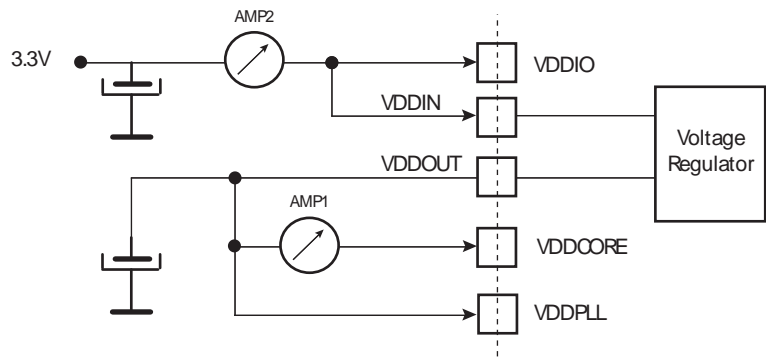 AMP2
3.3V
VDDIO
VDDIN
Voltage
Regulator
VDDOUT
AMP1
VDDCORE
VDDPLL